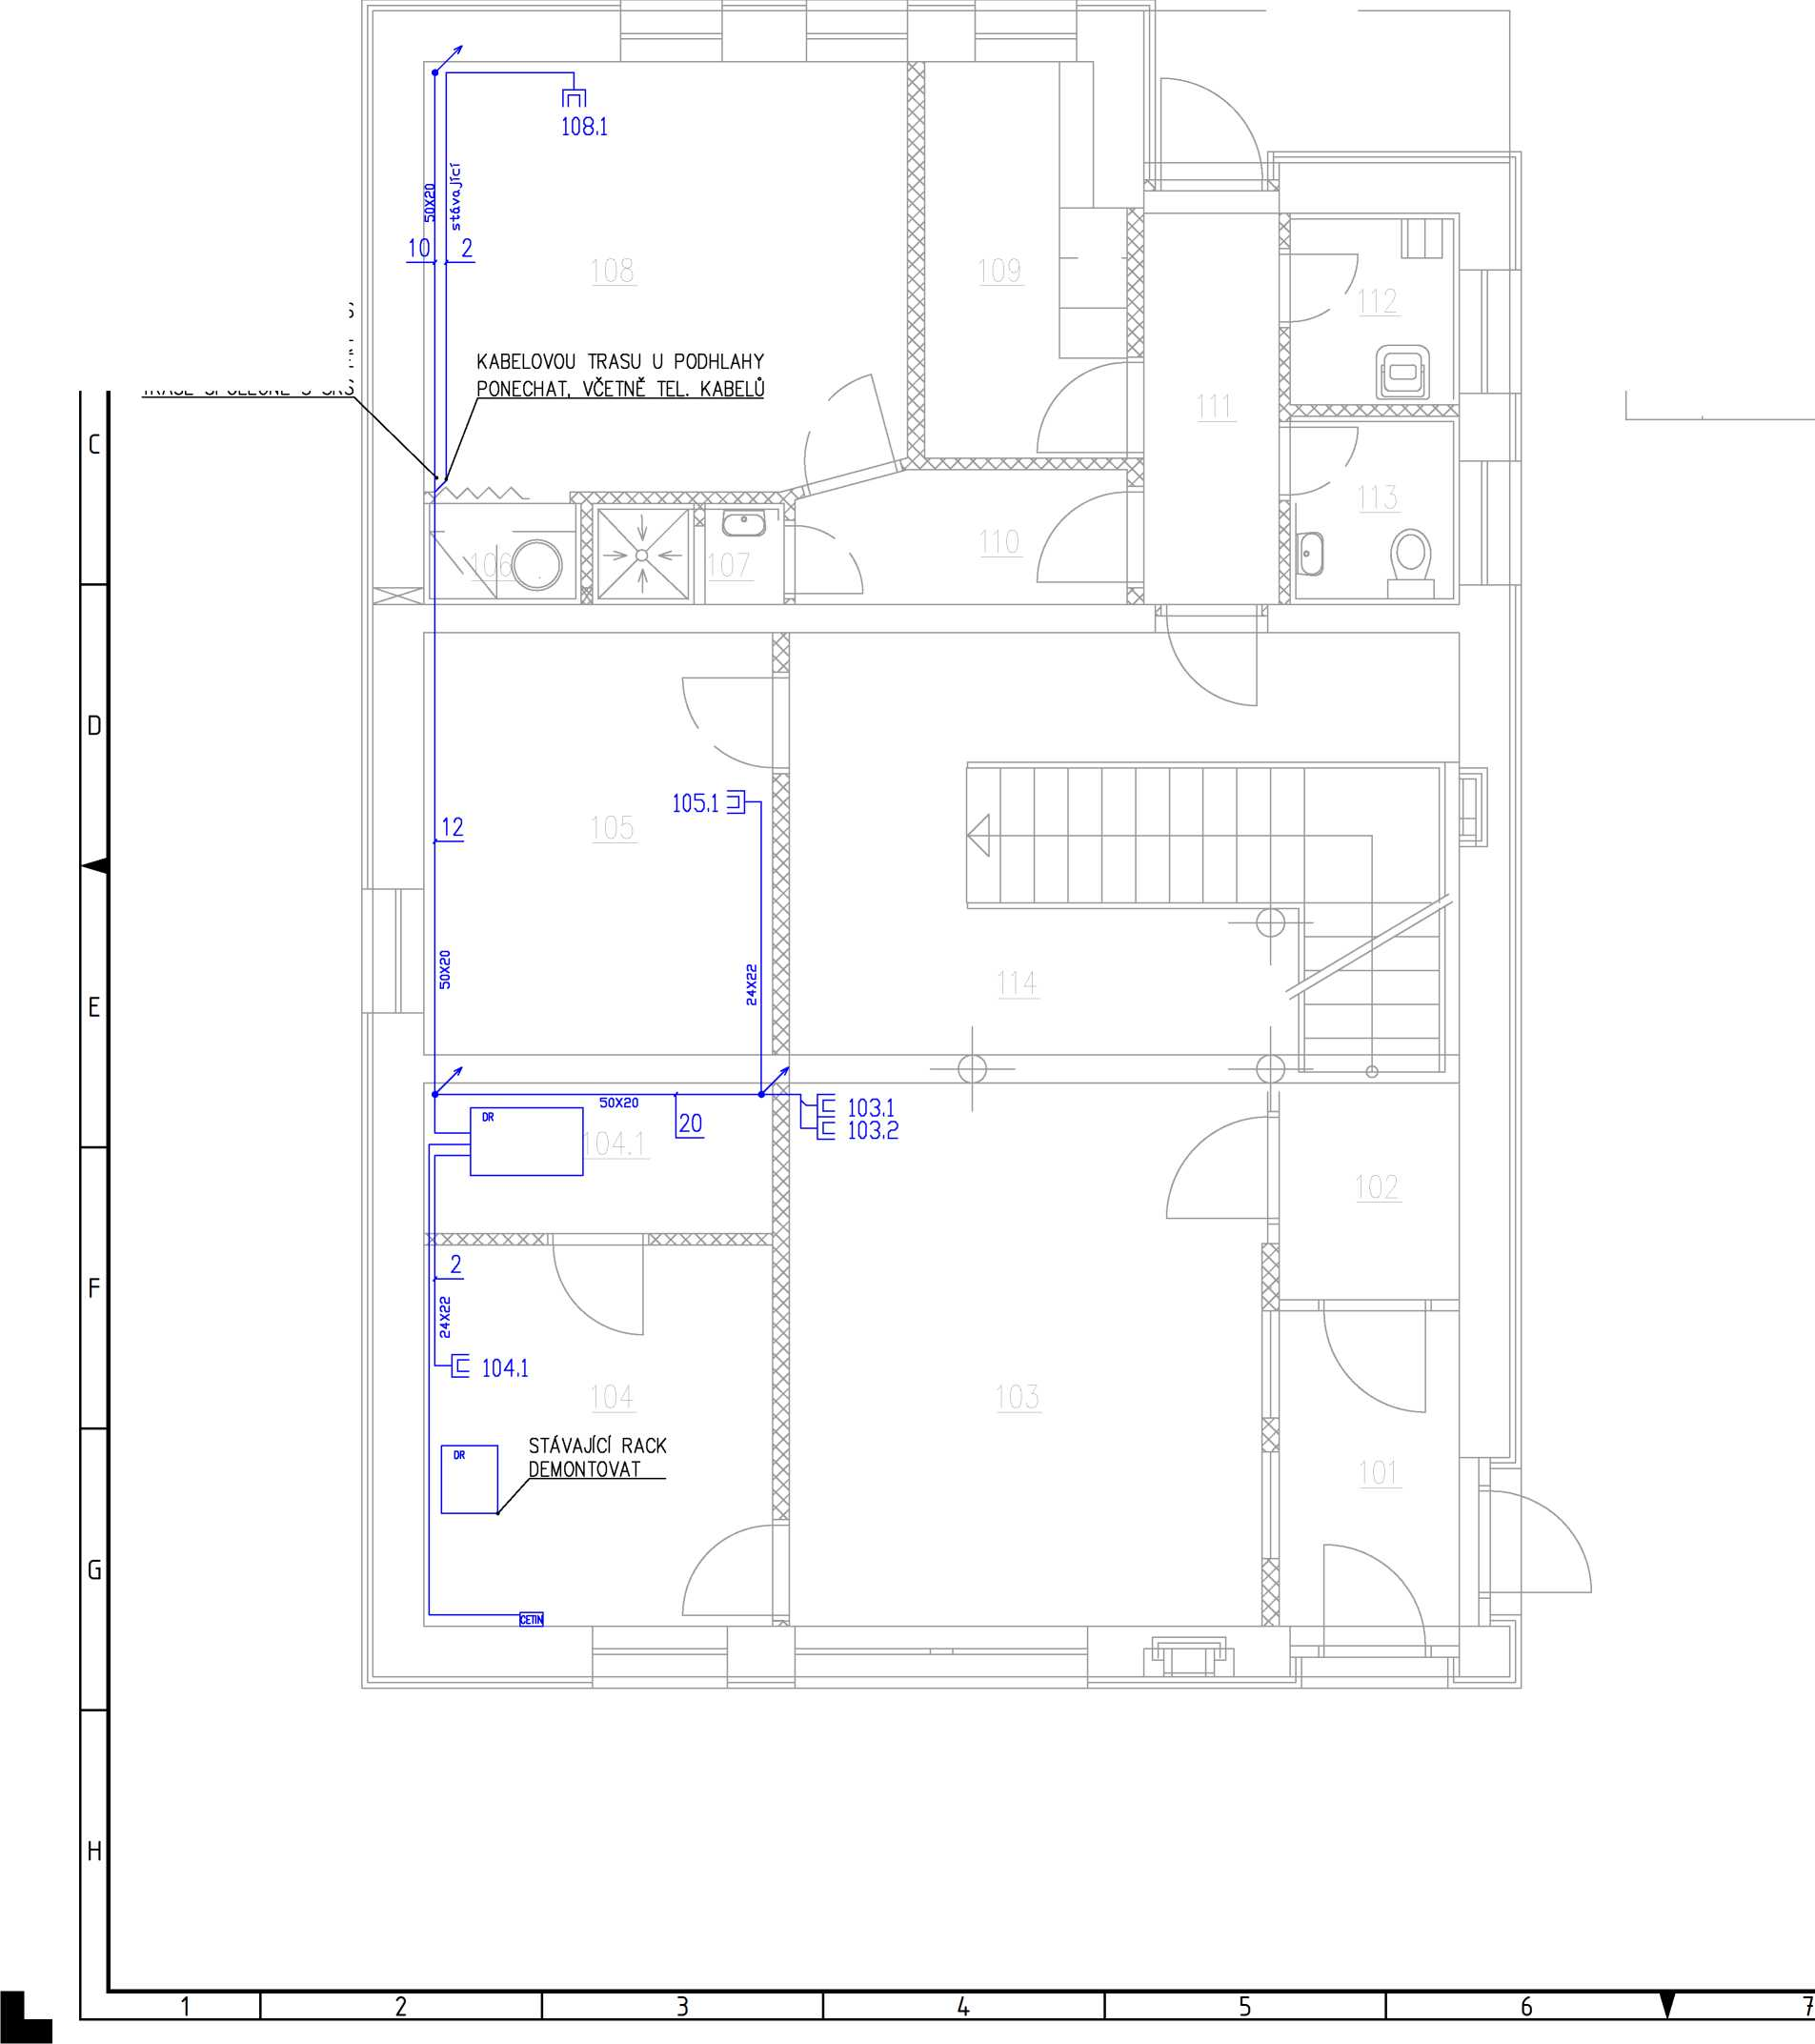 108.1
50X20
stávající
10
2
108
109
112
KABELOVOU TRASU U PODHLAHY
PONECHAT, VČETNĚ TEL. KABELŮ
111
C
113
110
106
107
D
105.1
105
12
50X20
24X22
114
E
50X20
DR
20
103.1
103.2
104.1
102
2
F
24X22
104.1
104
103
STÁVAJÍCÍ RACK
DEMONTOVAT
DR
101
G
CETIN
H
1
2
3
4
5
6
7